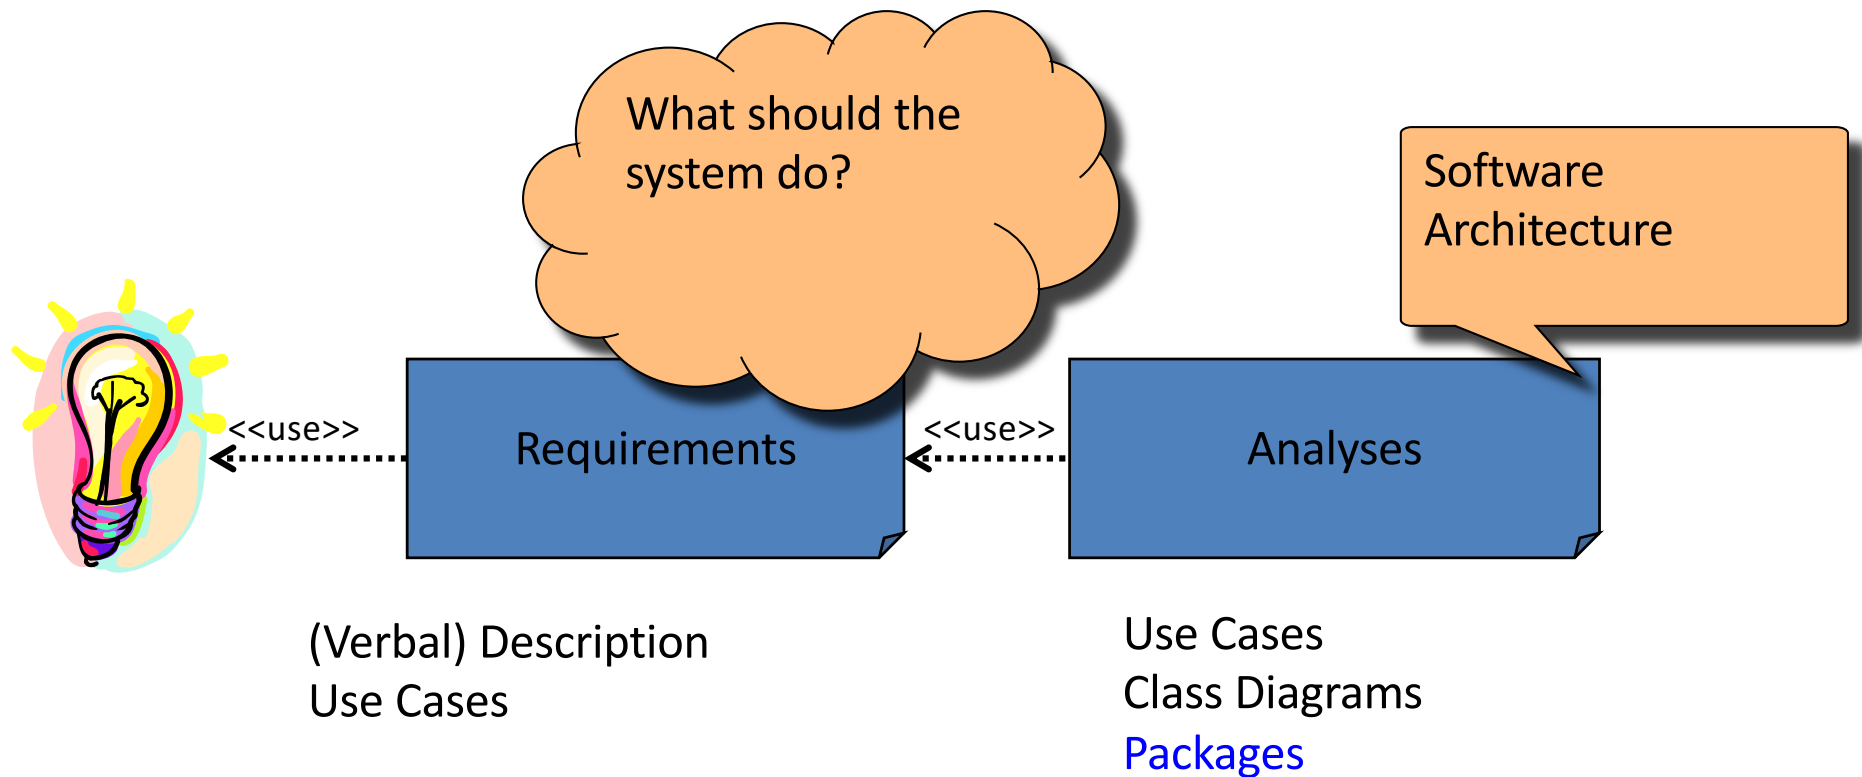 What should the
system do?
Software
Architecture
<<use>>
Requirements
<<use>>
Analyses
(Verbal) Description
Use Cases
Use Cases
Class Diagrams
Packages